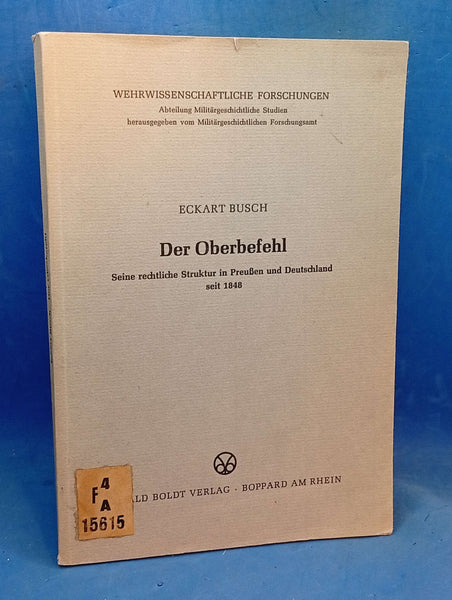 WEHRWISSENSCHAFTLICHE FORSCHUNGEN
Abteilung Militärgeschichtliche Studien
herausgegeben vom Militärgeschichtlichen Forschungsamt
ECKART BUSCH
Der Oberbefehl
Seine rechtliche Struktur in Preußen und Deutschland
seit 1848
ALD BOLDT VERLAG · BOPPARD AM RHEIN
F 4
A
15615